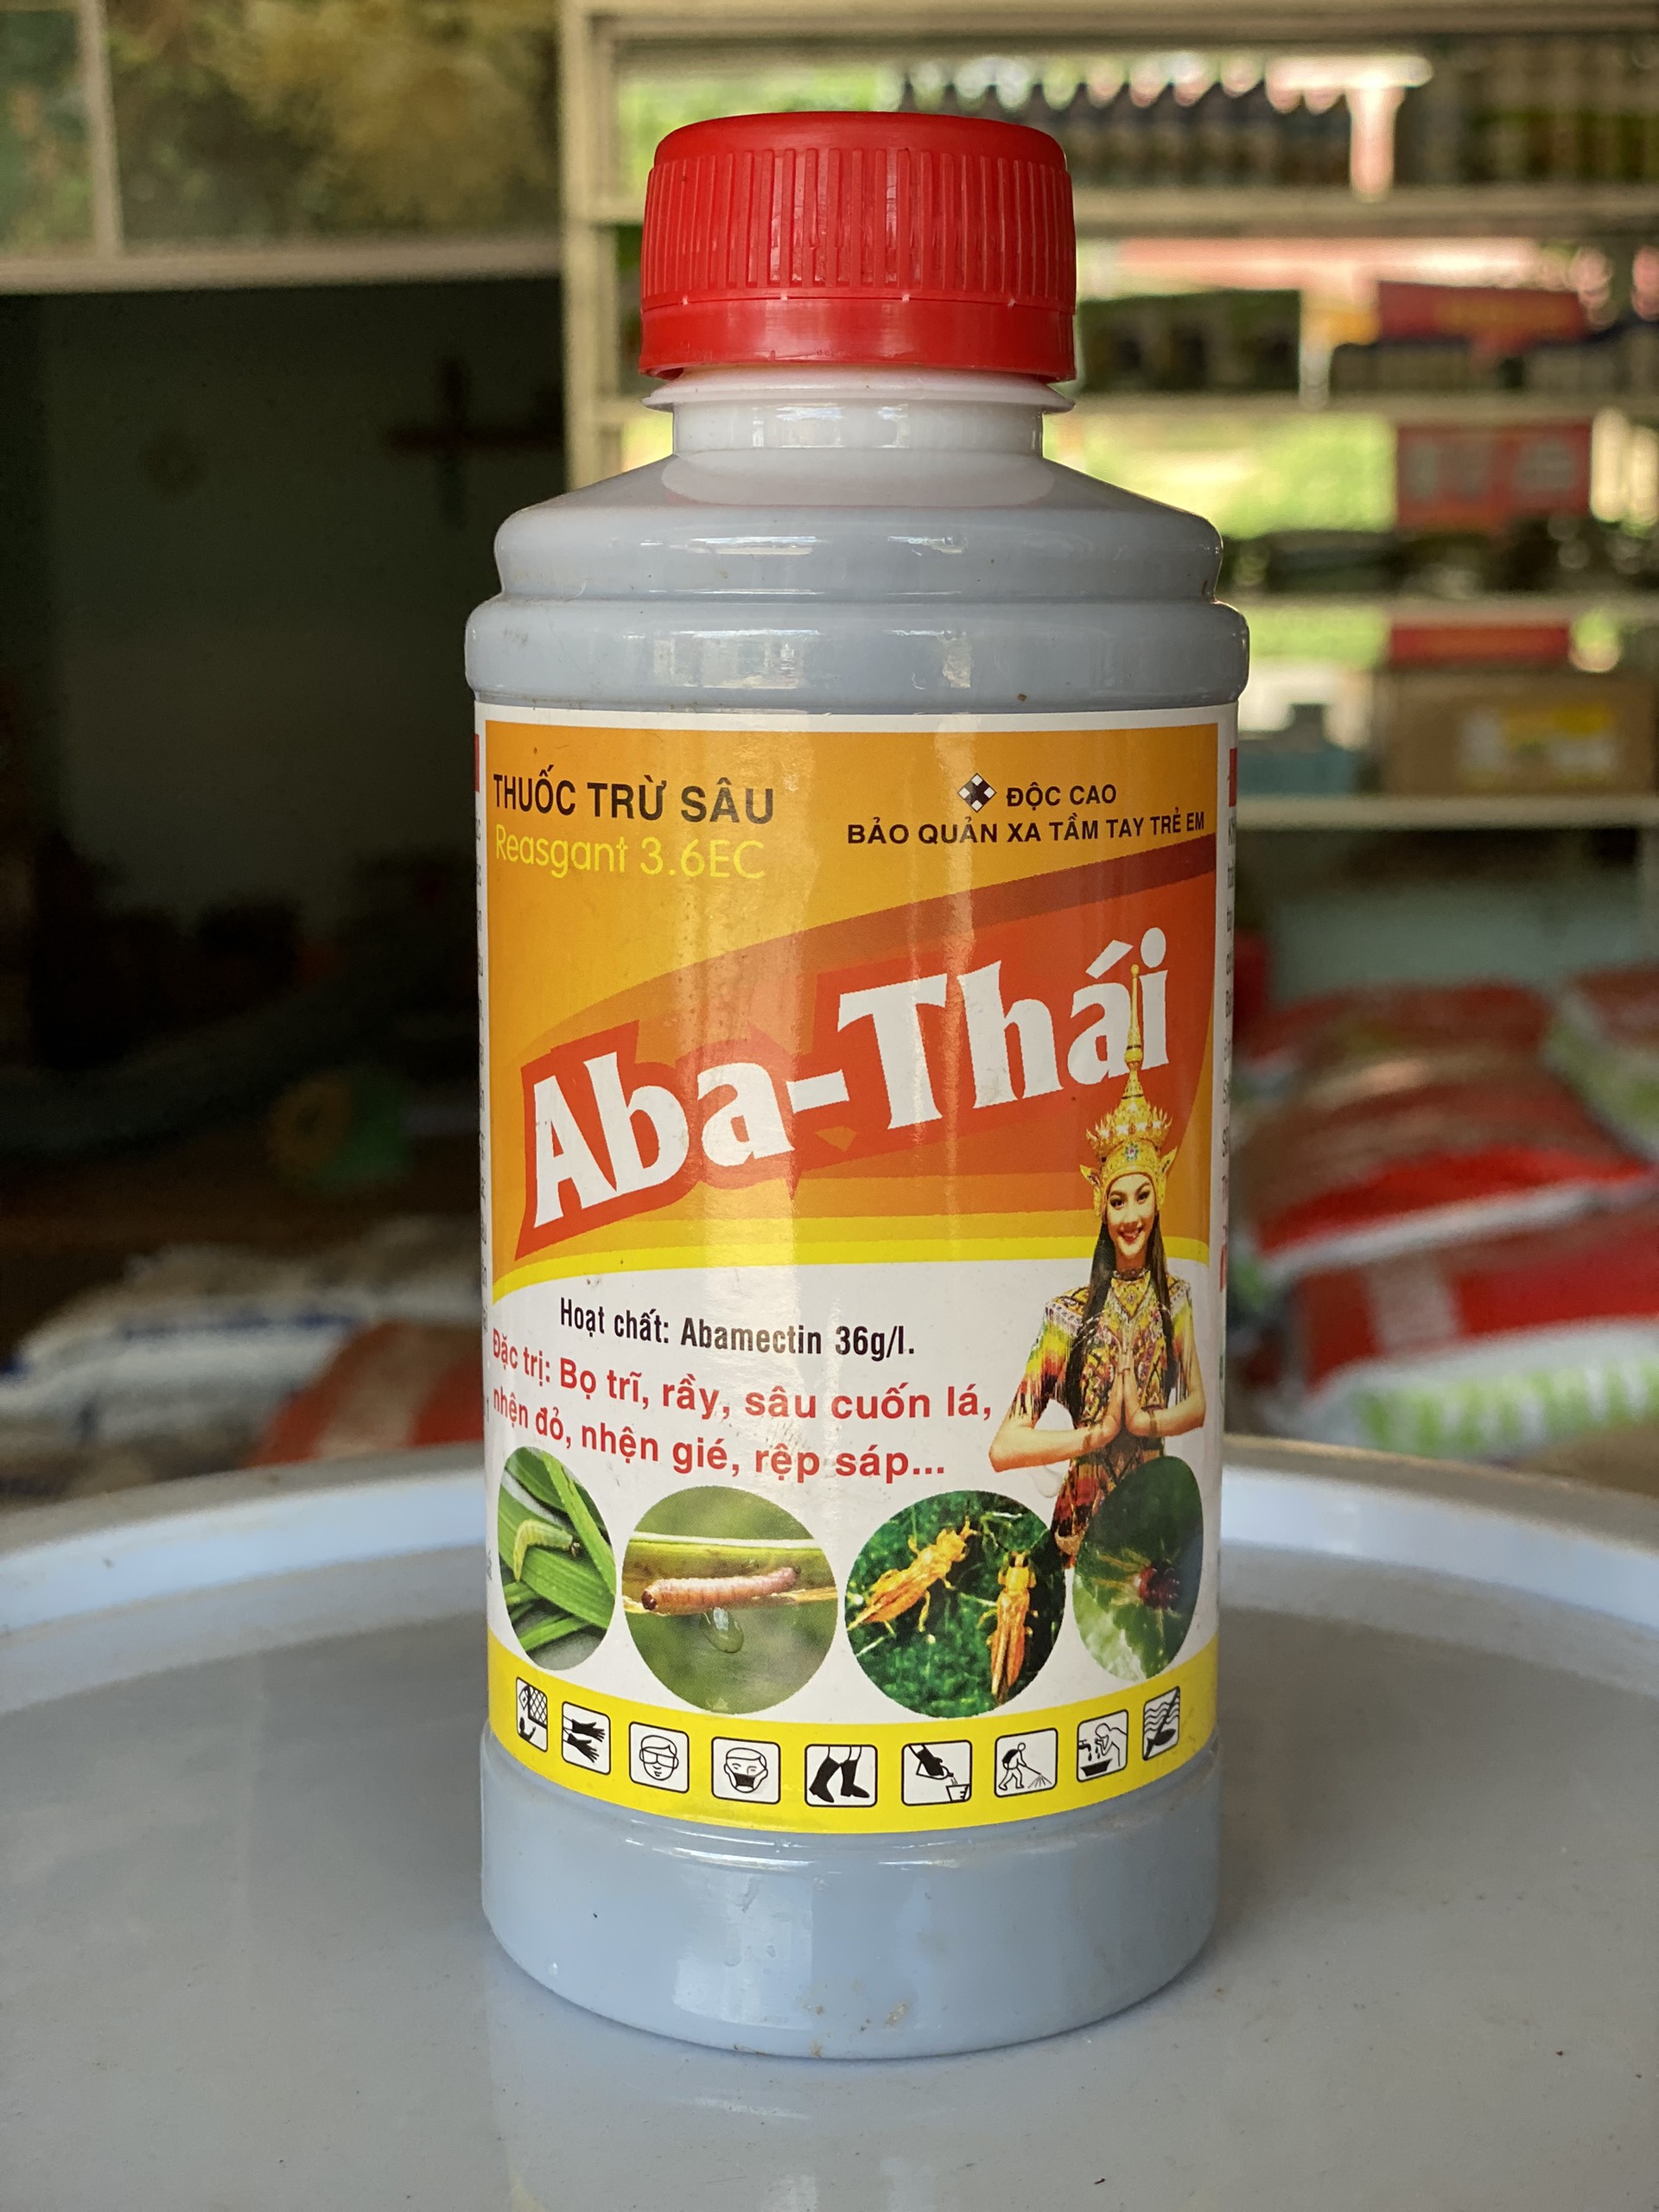 THUỐC TRỪ SÂU
Reasgant 3.6EC
ĐỘC CAO
BẢO QUẢN XA TẦM TAY TRẺ EM
Aba-Thái
Hoạt chất: Abamectin 36g/l.
Đặc trị: Bọ trĩ, rầy, sâu cuốn lá,
nhện đỏ, nhện gié, rệp sáp...